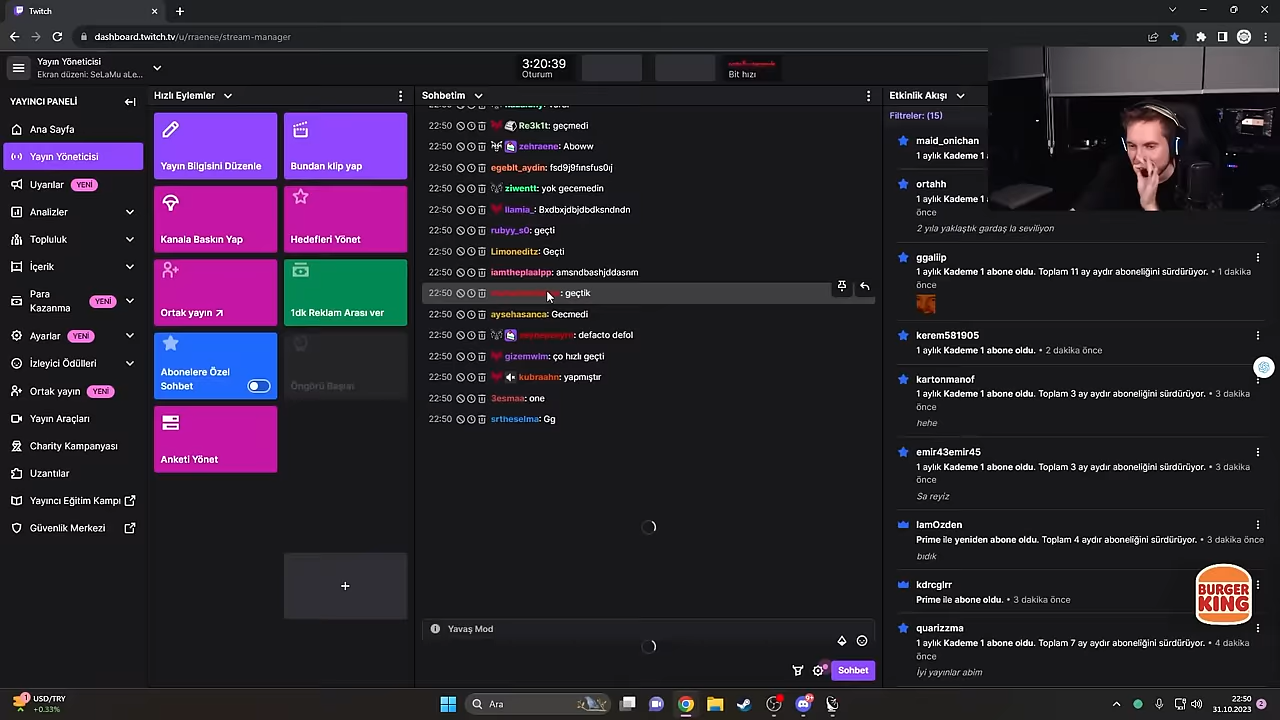 Twitch
dashboard.twitch.tv/u/rraenee/stream-manager
Yayın Yöneticisi
Ekran düzeni: SeLaMu aLe...
3:20:39
Oturum
Bit hızı
YAYINCI PANELİ
Ana Sayfa
Yayın Yöneticisi
Uyarılar YENİ
Analizler
Topluluk
İçerik
Para Kazanma YENİ
Ayarlar YENİ
İzleyici Ödülleri
Ortak yayın YENİ
Yayın Araçları
Charity Kampanyası
Uzantılar
Yayıncı Eğitim Kampı
Güvenlik Merkezi
Hızlı Eylemler
Yayın Bilgisini Düzenle
Bundan klip yap
Kanala Baskın Yap
Hedefleri Yönet
Ortak yayın
1dk Reklam Arası ver
Abonelere Özel
Sohbet
Öngörü Başlat
Anketi Yönet
+
Sohbetim
22:50 Re3k1t: geçmedi
22:50 zehraene: Aboww
22:50 egeblt_aydin: fsd9j9fınsfus0ıj
22:50 ziwentt: yok gecemedin
22:50 llamia_: Bxdbxjdbjdbdksndndn
22:50 rubyy_s0: geçti
22:50 Limoneditz: Geçti
22:50 iamtheplaalpp: amsandbashjbdasnm
22:50 : geçtik
22:50 aysehasanca: Gecmedi
22:50 : defacto defol
22:50 gizemwlm: ço hızlı geçti
22:50 kubraahn: yapmıştır
22:50 3esmaa: one
22:50 srtheselma: Gg
Yavaş Mod
Sohbet
Etkinlik Akışı
Filtreler: (15)
maid_onichan
1 aylık Kademe 1
önce
ortahh
1 aylık Kademe 1
önce
2 yıla yaklaştık gardaş la seviliyon
ggaliip
1 aylık Kademe 1 abone oldu. Toplam 11 ay aydır aboneliğini sürdürüyor. • 1 dakika
önce
kerem581905
1 aylık Kademe 1 abone oldu. • 2 dakika önce
kartonmanof
1 aylık Kademe 1 abone oldu. Toplam 3 ay aydır aboneliğini sürdürüyor. • 3 dakika
önce
hehe
emir43emir45
1 aylık Kademe 1 abone oldu. Toplam 3 ay aydır aboneliğini sürdürüyor. • 3 dakika
önce
Sa reyiz
IamOzden
Prime ile yeniden abone oldu. Toplam 4 aydır aboneliğini sürdürüyor. • 3 dakika önce
bıdık
kdrcglrr
Prime ile abone oldu. • 3 dakika önce
quarizzma
1 aylık Kademe 1 abone oldu. Toplam 7 ay aydır aboneliğini sürdürüyor. • 4 dakika
önce
İyi yayınlar abim
BURGER
KING
USD/TRY
+0.33%
Ara
22:50
31.10.2023